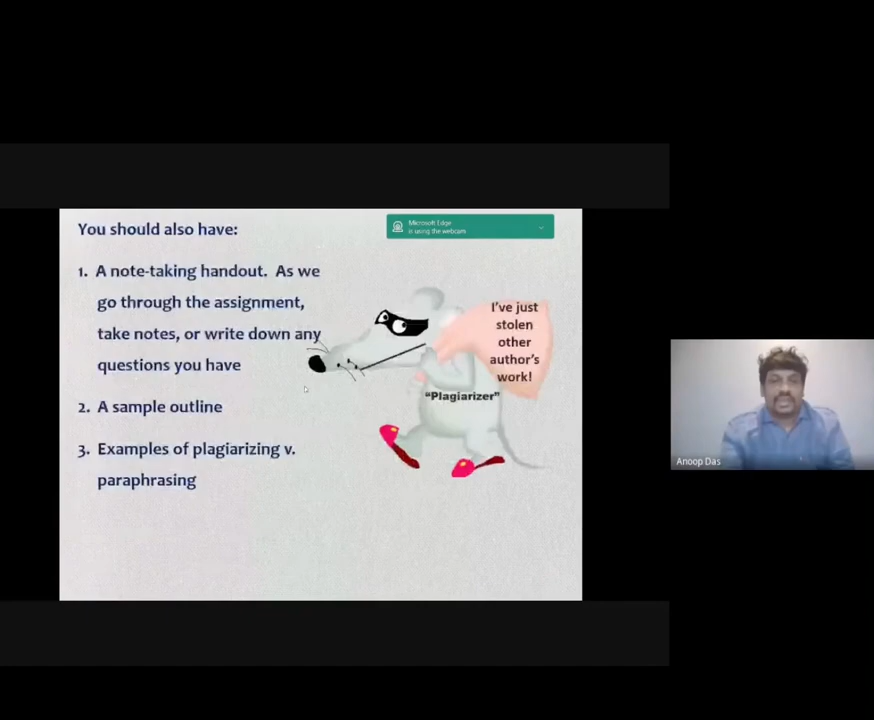 You should also have:
1. A note-taking handout. As we
go through the assignment,
take notes, or write down any
questions you have
2. A sample outline
3. Examples of plagiarizing v.
paraphrasing
Microsoft Edge
is using the webcam
I've just
stolen
other
author's
work!
"Plagiarizer"
Anoop Das